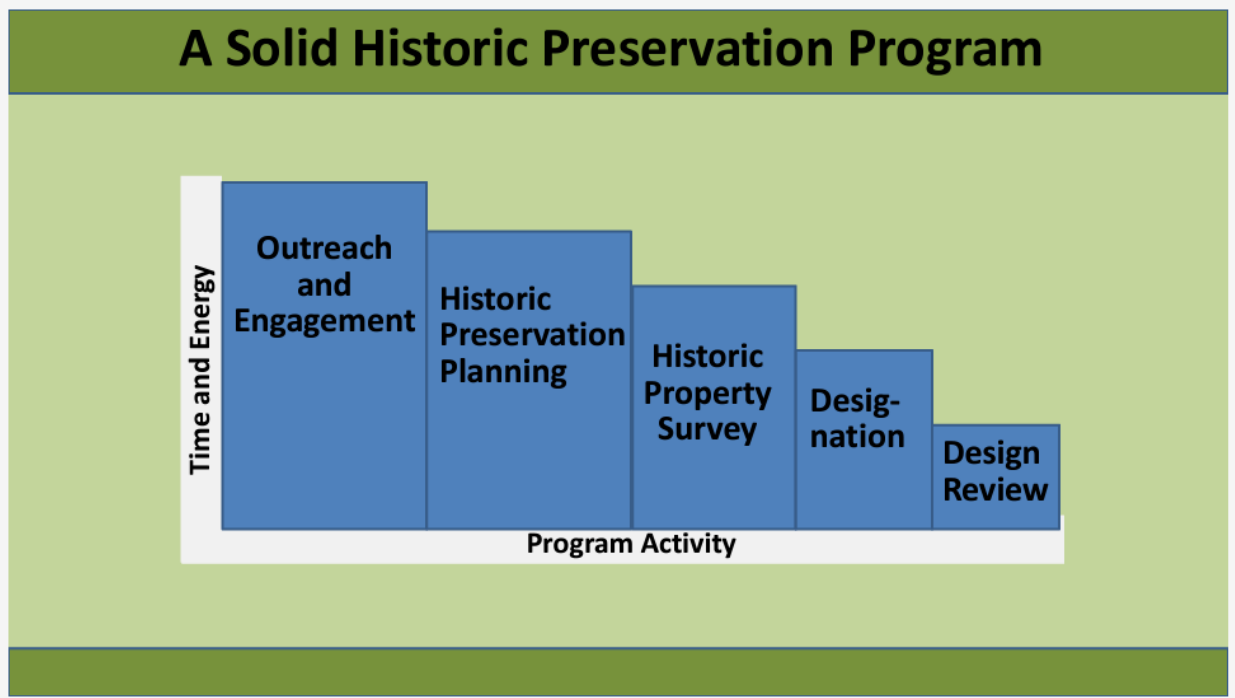 A Solid Historic Preservation Program
Time and Energy
Outreach
and
Engagement
Historic
Preservation
Planning
Historic
Property
Survey
Desig-
nation
Design
Review
Program Activity